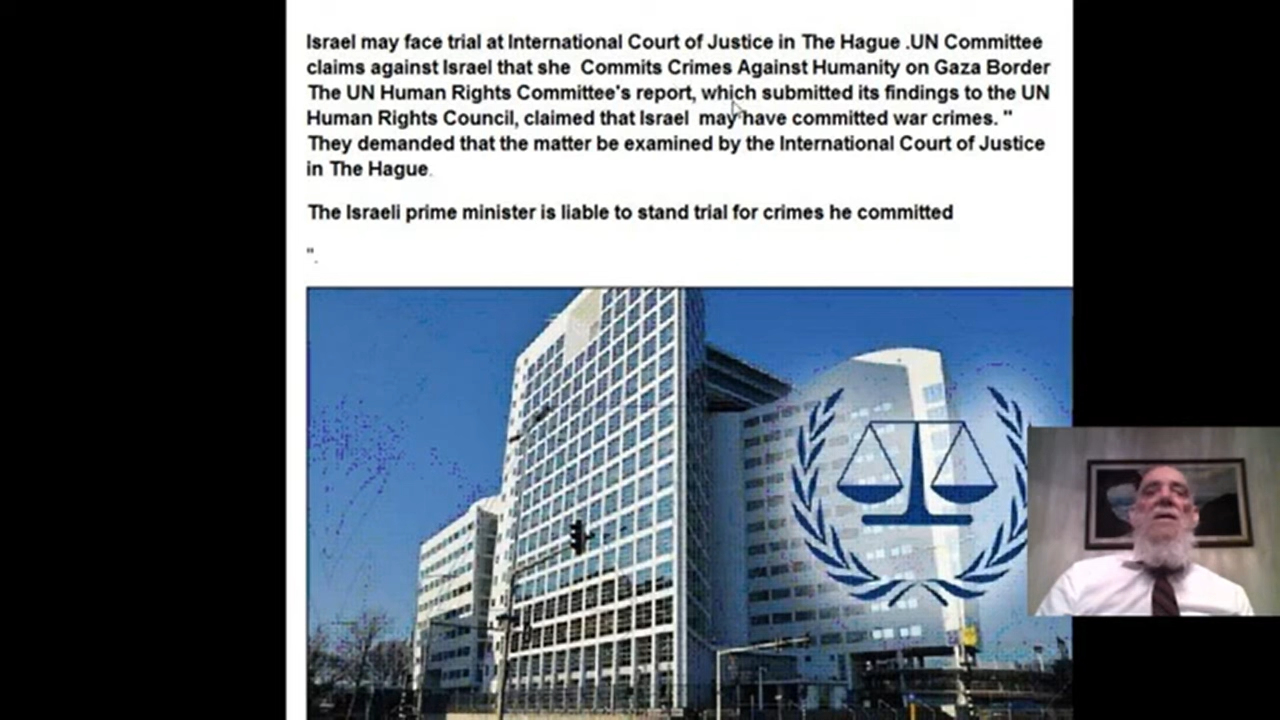 Israel may face trial at International Court of Justice in The Hague .UN Committee
claims against Israel that she Commits Crimes Against Humanity on Gaza Border
The UN Human Rights Committee's report, which submitted its findings to the UN
Human Rights Council, claimed that Israel may have committed war crimes. "
They demanded that the matter be examined by the International Court of Justice
in The Hague.
The Israeli prime minister is liable to stand trial for crimes he committed
".